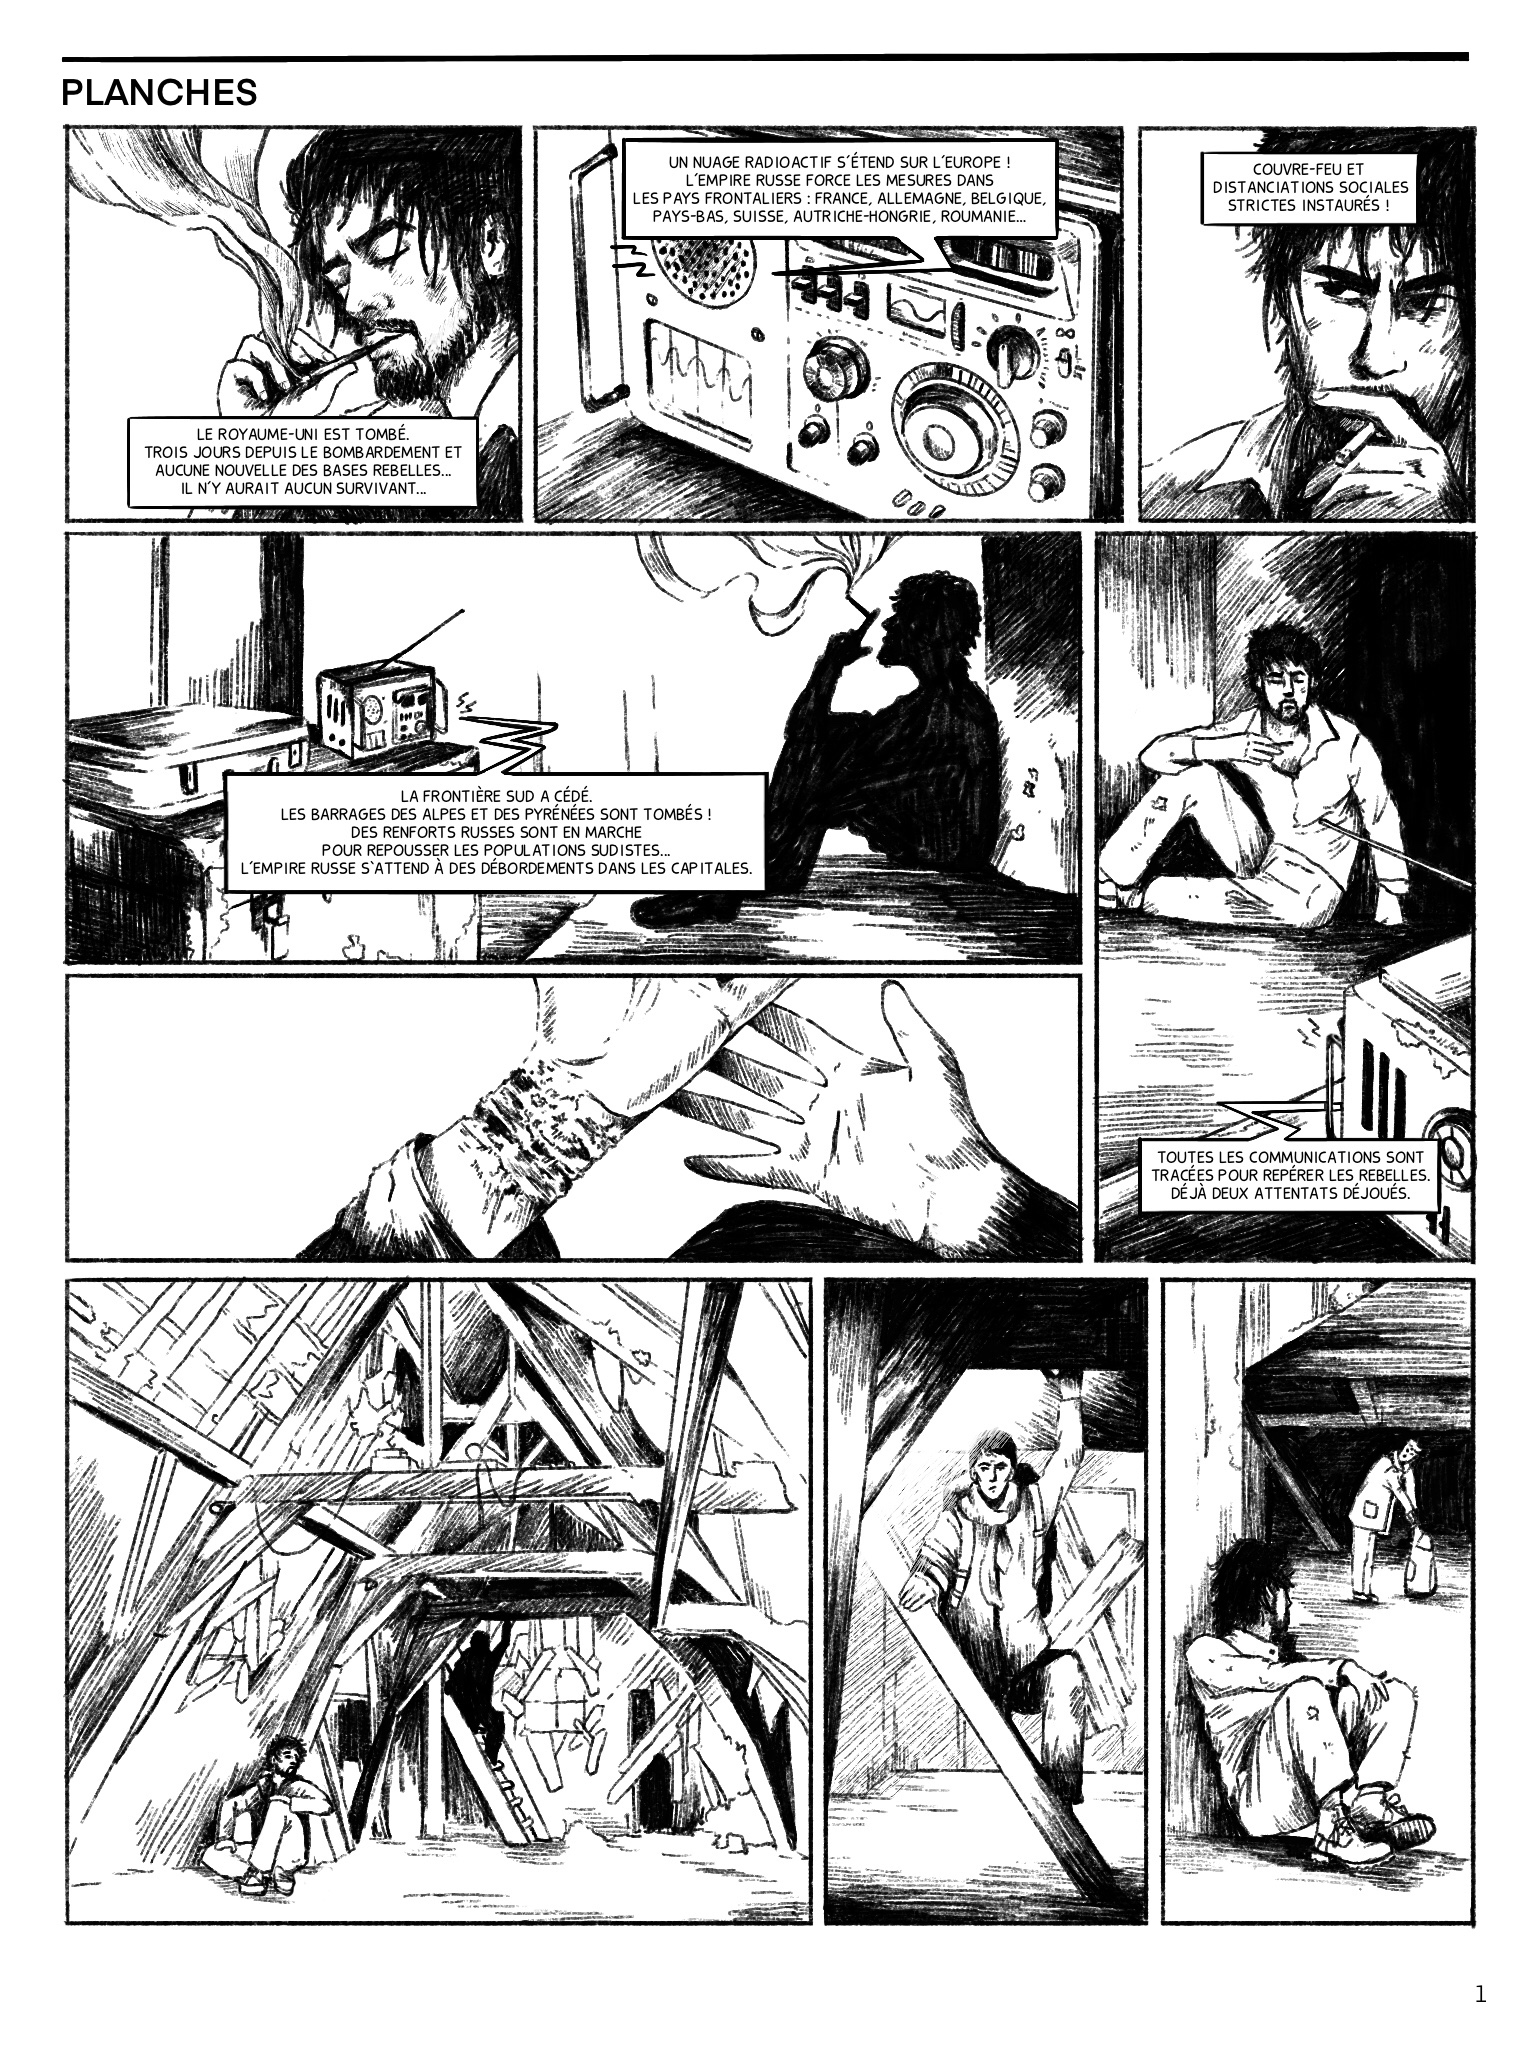 PLANCHES
LE ROYAUME-UNI EST TOMBÉ.
TROIS JOURS DEPUIS LE BOMBARDEMENT ET
AUCUNE NOUVELLE DES BASES REBELLES...
IL N'Y AURAIT AUCUN SURVIVANT...
UN NUAGE RADIOACTIF S'ÉTEND SUR L'EUROPE !
L'EMPIRE RUSSE FORCE LES MESURES DANS
LES PAYS FRONTALIERS : FRANCE, ALLEMAGNE, BELGIQUE,
PAYS-BAS, SUISSE, AUTRICHE-HONGRIE, ROUMANIE...
COUVRE-FEU ET
DISTANCIATIONS SOCIALES
STRICTES INSTAURÉS !
LA FRONTIÈRE SUD A CÉDÉ.
LES BARRAGES DES ALPES ET DES PYRÉNÉES SONT TOMBÉS !
DES RENFORTS RUSSES SONT EN MARCHE
POUR REPOUSSER LES POPULATIONS SUDISTES...
L'EMPIRE RUSSE S`ATTEND À DES DÉBORDEMENTS DANS LES CAPITALES.
TOUTES LES COMMUNICATIONS SONT
TRACÉES POUR REPÉRER LES REBELLES.
DÉJÀ DEUX ATTENTATS DÉJOUÉS.
1